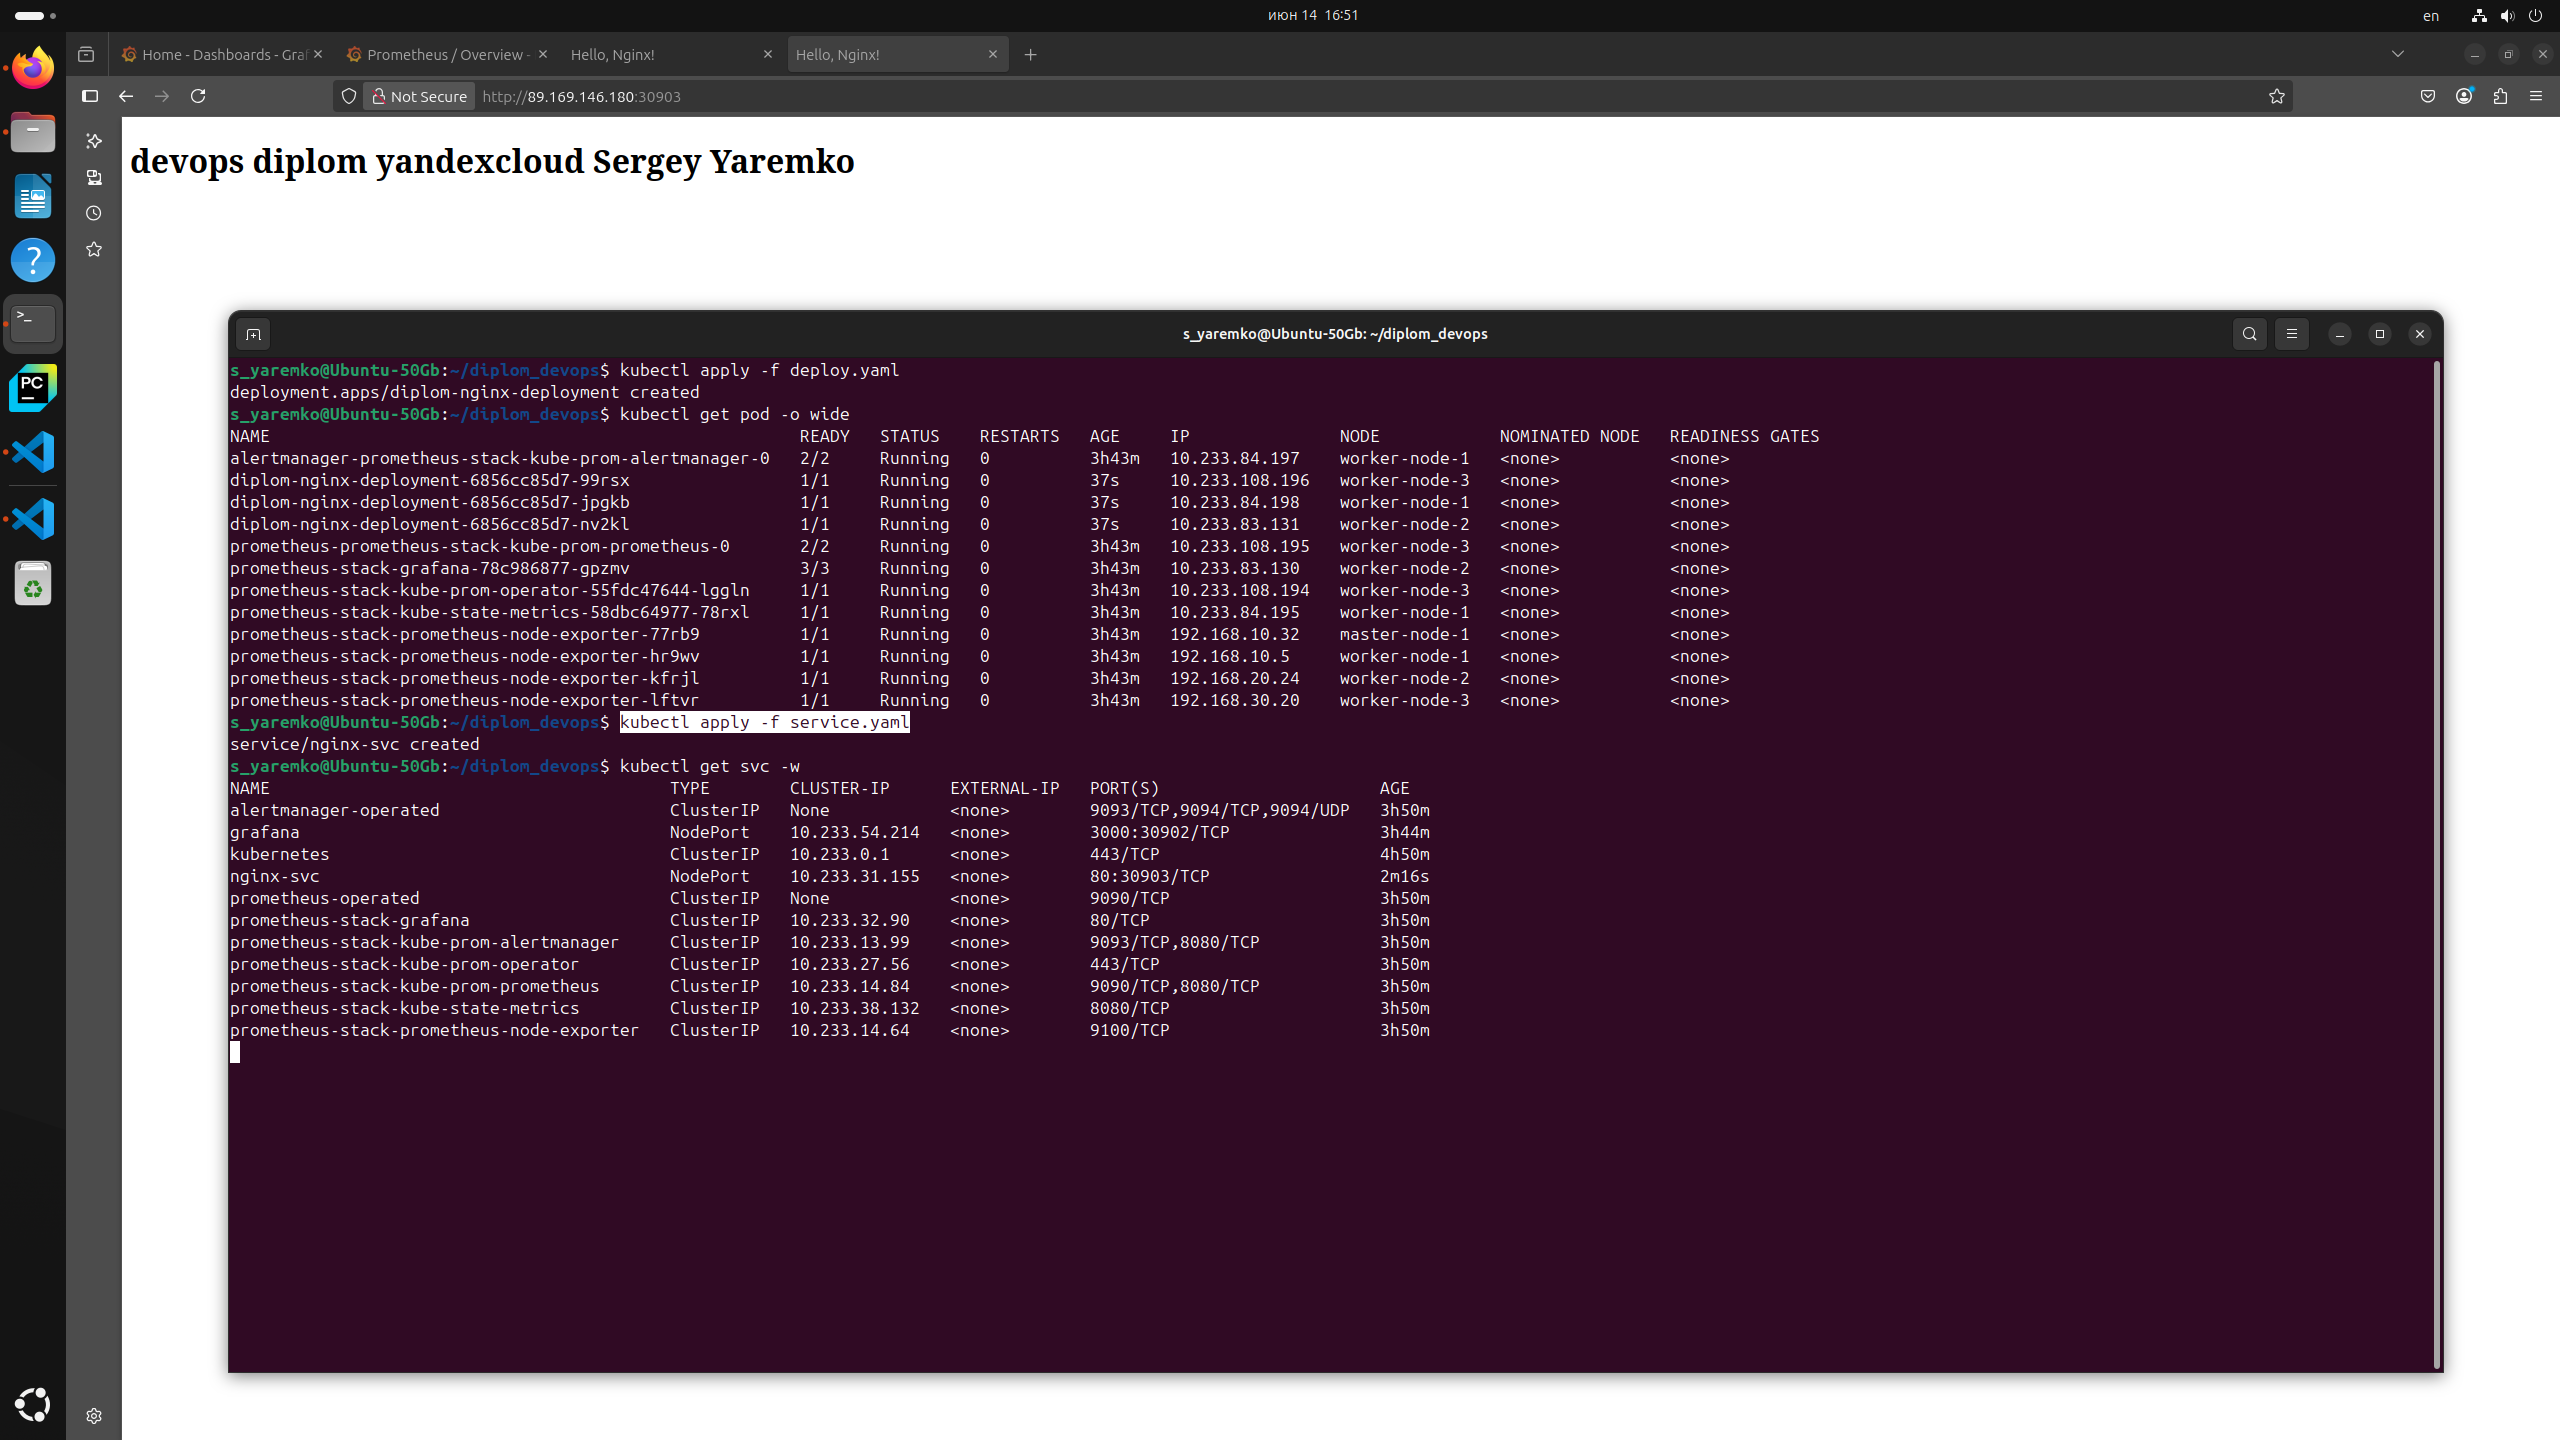 июн 14 16:51
en
Home - Dashboards - Graf
Prometheus / Overview -
Hello, Nginx!
Hello, Nginx!
Not Secure
http://89.169.146.180:30903
devops diplom yandexcloud Sergey Yaremko
s_yaremko@Ubuntu-50Gb: ~/diplom_devops
s_yaremko@Ubuntu-50Gb:~/diplom_devops$ kubectl apply -f deploy.yaml
deployment.apps/diplom-nginx-deployment created
s_yaremko@Ubuntu-50Gb:~/diplom_devops$ kubectl get pod -o wide
NAME READY STATUS RESTARTS AGE IP NODE NOMINATED NODE READINESS GATES
alertmanager-prometheus-stack-kube-prom-alertmanager-0 2/2 Running 0 3h43m 10.233.84.197 worker-node-1 <none> <none>
diplom-nginx-deployment-6856cc85d7-99rsx 1/1 Running 0 37s 10.233.108.196 worker-node-3 <none> <none>
diplom-nginx-deployment-6856cc85d7-jpgkb 1/1 Running 0 37s 10.233.84.198 worker-node-1 <none> <none>
diplom-nginx-deployment-6856cc85d7-nv2kl 1/1 Running 0 37s 10.233.83.131 worker-node-2 <none> <none>
prometheus-prometheus-stack-kube-prom-prometheus-0 2/2 Running 0 3h43m 10.233.108.195 worker-node-3 <none> <none>
prometheus-stack-grafana-78c986877-gpzmv 3/3 Running 0 3h43m 10.233.83.130 worker-node-2 <none> <none>
prometheus-stack-kube-prom-operator-55fdc47644-lggln 1/1 Running 0 3h43m 10.233.108.194 worker-node-3 <none> <none>
prometheus-stack-kube-state-metrics-58dbc64977-78rxl 1/1 Running 0 3h43m 10.233.84.195 worker-node-1 <none> <none>
prometheus-stack-prometheus-node-exporter-77rb9 1/1 Running 0 3h43m 192.168.10.32 master-node-1 <none> <none>
prometheus-stack-prometheus-node-exporter-hr9wv 1/1 Running 0 3h43m 192.168.10.5 worker-node-1 <none> <none>
prometheus-stack-prometheus-node-exporter-kfrjl 1/1 Running 0 3h43m 192.168.20.24 worker-node-2 <none> <none>
prometheus-stack-prometheus-node-exporter-lftvr 1/1 Running 0 3h43m 192.168.30.20 worker-node-3 <none> <none>
s_yaremko@Ubuntu-50Gb:~/diplom_devops$ kubectl apply -f service.yaml
service/nginx-svc created
s_yaremko@Ubuntu-50Gb:~/diplom_devops$ kubectl get svc -w
NAME TYPE CLUSTER-IP EXTERNAL-IP PORT(S) AGE
alertmanager-operated ClusterIP None <none> 9093/TCP,9094/TCP,9094/UDP 3h50m
grafana NodePort 10.233.54.214 <none> 3000:30902/TCP 3h44m
kubernetes ClusterIP 10.233.0.1 <none> 443/TCP 4h50m
nginx-svc NodePort 10.233.31.155 <none> 80:30903/TCP 2m16s
prometheus-operated ClusterIP None <none> 9090/TCP 3h50m
prometheus-stack-grafana ClusterIP 10.233.32.90 <none> 80/TCP 3h50m
prometheus-stack-kube-prom-alertmanager ClusterIP 10.233.13.99 <none> 9093/TCP,8080/TCP 3h50m
prometheus-stack-kube-prom-operator ClusterIP 10.233.27.56 <none> 443/TCP 3h50m
prometheus-stack-kube-prom-prometheus ClusterIP 10.233.14.84 <none> 9090/TCP,8080/TCP 3h50m
prometheus-stack-kube-state-metrics ClusterIP 10.233.38.132 <none> 8080/TCP 3h50m
prometheus-stack-prometheus-node-exporter ClusterIP 10.233.14.64 <none> 9100/TCP 3h50m
PC